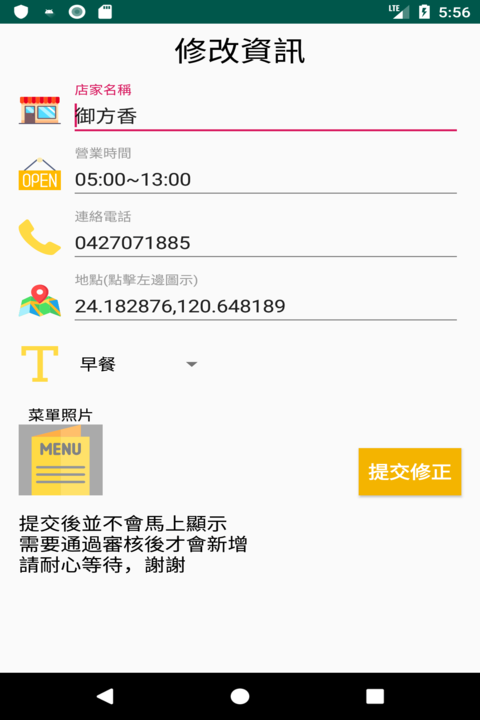 LTE 5:56
修改資訊
店家名稱
御方香
營業時間
OPEN
05:00~13:00
連絡電話
0427071885
地點(點擊左邊圖示)
24.182876,120.648189
T 早餐
菜單照片
MENU
提交修正
提交後並不會馬上顯示
需要通過審核後才會新增
請耐心等待，謝謝